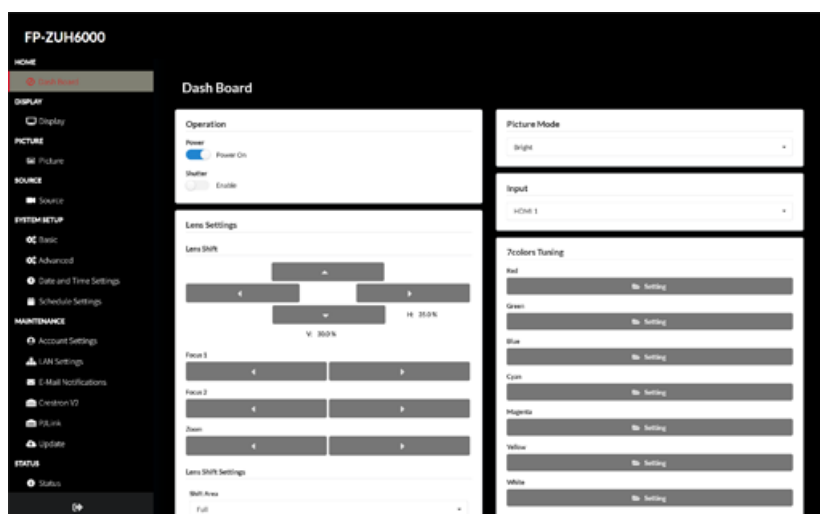 FP-ZUH6000
HOME
Dash Board
DISPLAY
Display
PICTURE
Picture
SOURCE
Source
SYSTEM SETUP
Basic
Advanced
Date and Time Settings
Schedule Settings
MAINTENANCE
Account Settings
LAN Settings
E-Mail Notifications
Crestron V2
PJLink
Update
STATUS
Status
Dash Board
Operation
Power
Power On
Shutter
Enable
Lens Settings
Lens Shift
H: 35.0 %
V: 30.0 %
Focus 1
Focus 2
Zoom
Lens Shift Settings
Shift Area
Full
Picture Mode
Bright
Input
HDMI 1
7colors Tuning
Red
Setting
Green
Setting
Blue
Setting
Cyan
Setting
Magenta
Setting
Yellow
Setting
White
Setting